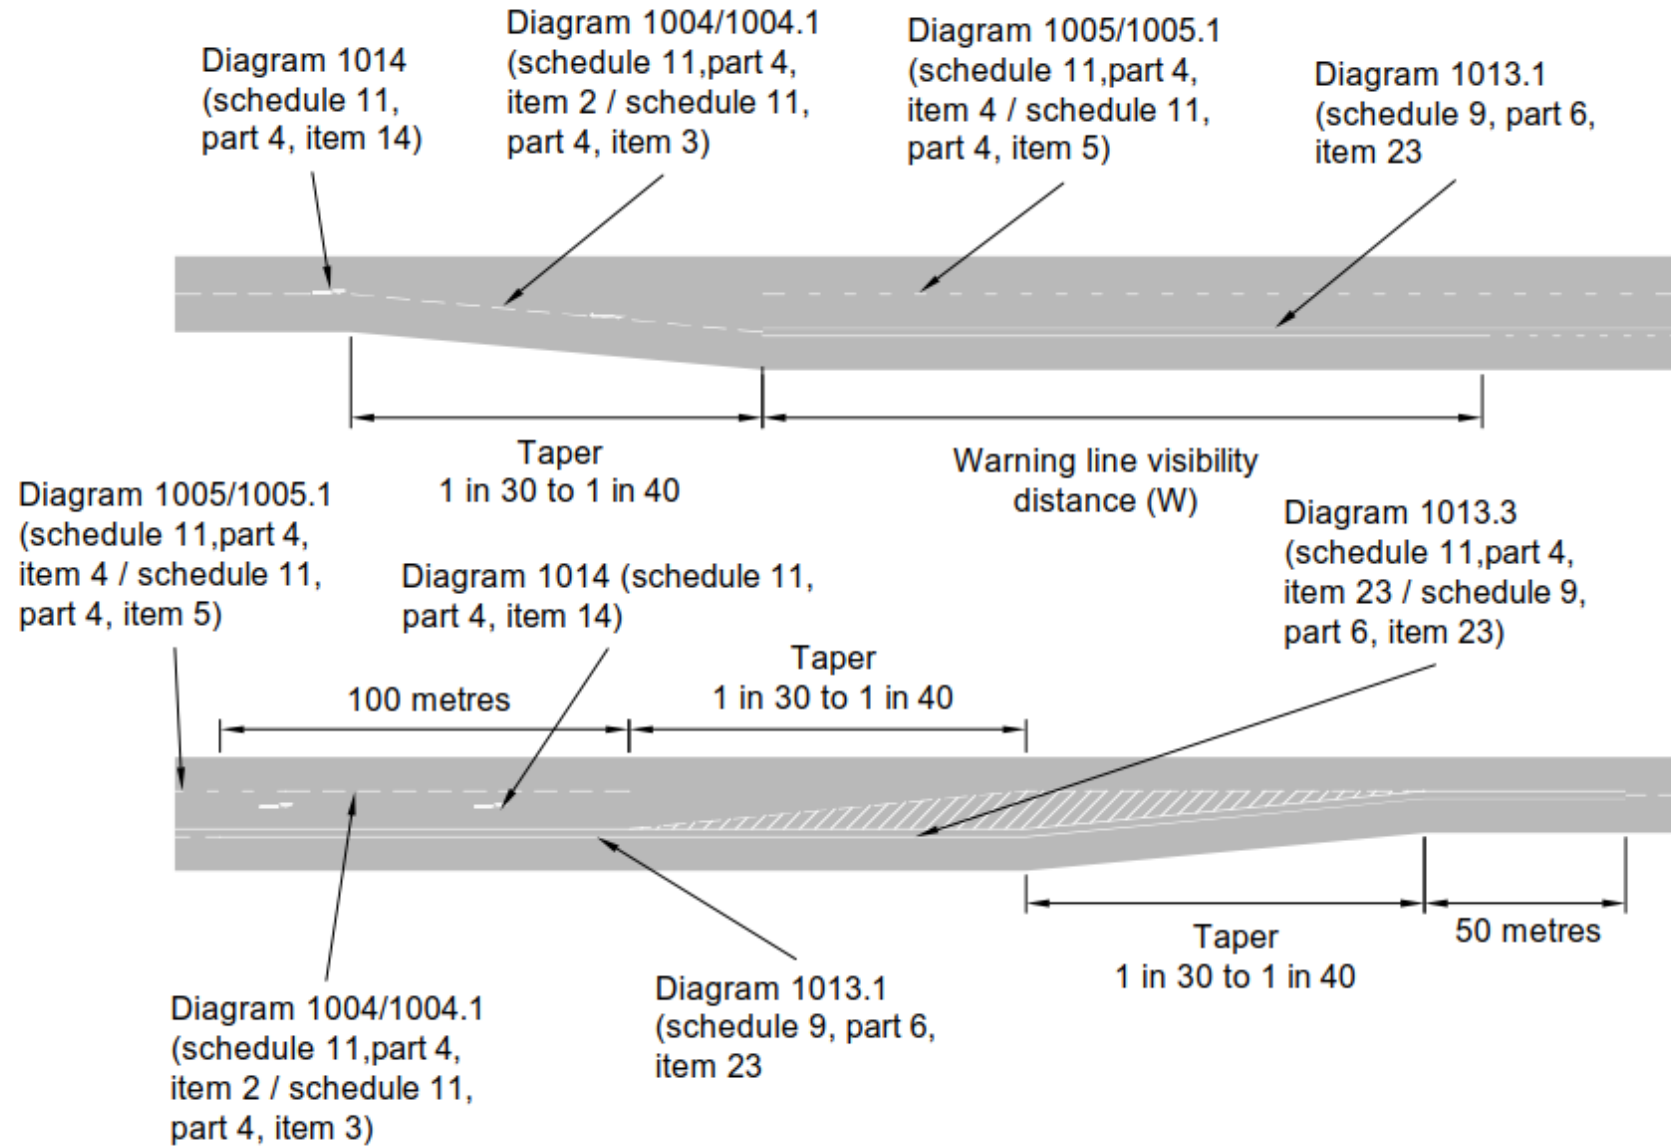 Diagram 1014
(schedule 11,
part 4, item 14)
Diagram 1004/1004.1
(schedule 11,part 4,
item 2 / schedule 11,
part 4, item 3)
Diagram 1005/1005.1
(schedule 11,part 4,
item 4 / schedule 11,
part 4, item 5)
Diagram 1013.1
(schedule 9, part 6,
item 23
Taper
1 in 30 to 1 in 40
Warning line visibility
distance (W)
Diagram 1005/1005.1
(schedule 11,part 4,
item 4 / schedule 11,
part 4, item 5)
Diagram 1014 (schedule 11,
part 4, item 14)
Diagram 1013.3
(schedule 11,part 4,
item 23 / schedule 9,
part 6, item 23)
100 metres
Taper
1 in 30 to 1 in 40
Taper
1 in 30 to 1 in 40
50 metres
Diagram 1004/1004.1
(schedule 11,part 4,
item 2 / schedule 11,
part 4, item 3)
Diagram 1013.1
(schedule 9, part 6,
item 23